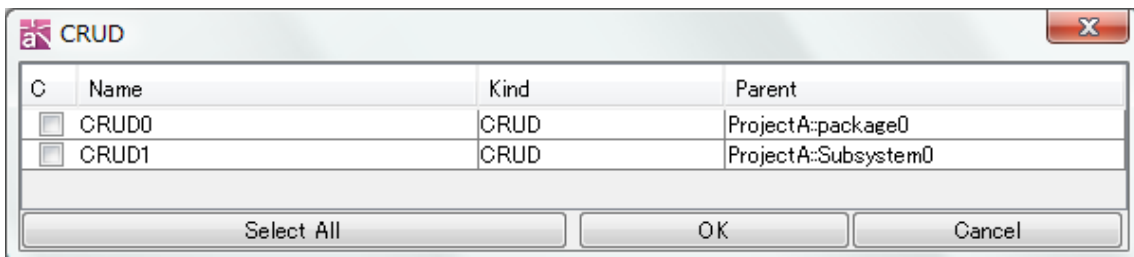 CRUD
C Name Kind Parent
CRUD0 CRUD ProjectA::package0
CRUD1 CRUD ProjectA::Subsystem0
Select All OK Cancel